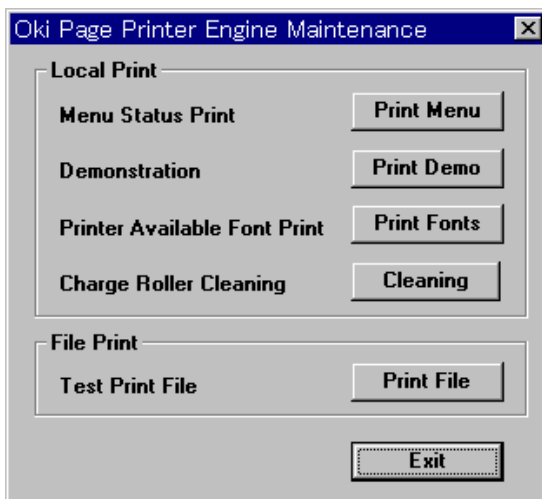 Oki Page Printer Engine Maintenance
Local Print
Menu Status Print Print Menu
Demonstration Print Demo
Printer Available Font Print Print Fonts
Charge Roller Cleaning Cleaning
File Print
Test Print File Print File
Exit